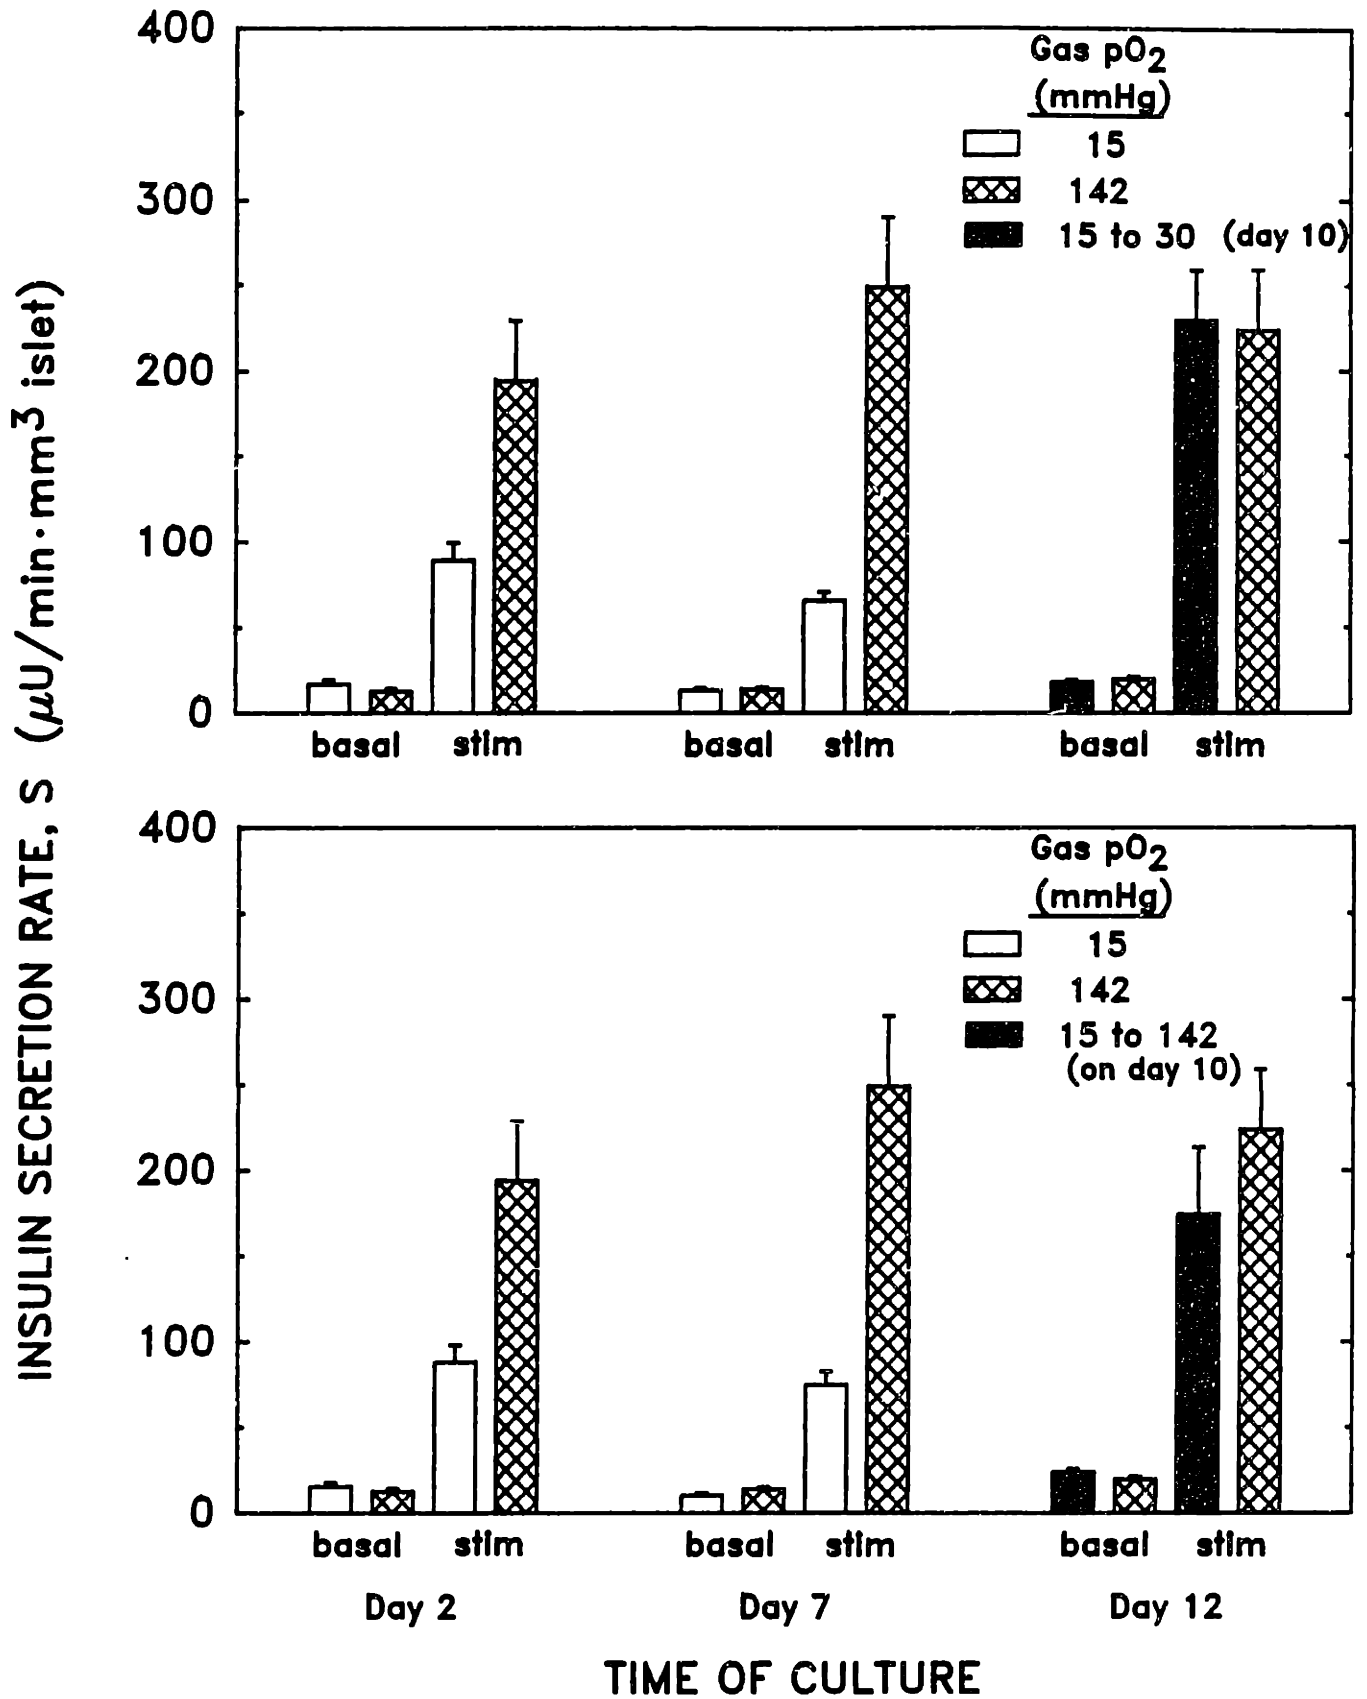 400
300
200
100
0
Gas pO2
(mmHg)
15
142
15 to 30 (day 10)
basal stim basal stim basal stim
INSULIN SECRETION RATE, S (μU/min·mm3 islet)
400
300
200
100
0
Gas pO2
(mmHg)
15
142
15 to 142
(on day 10)
basal stim basal stim basal stim
Day 2 Day 7 Day 12
TIME OF CULTURE